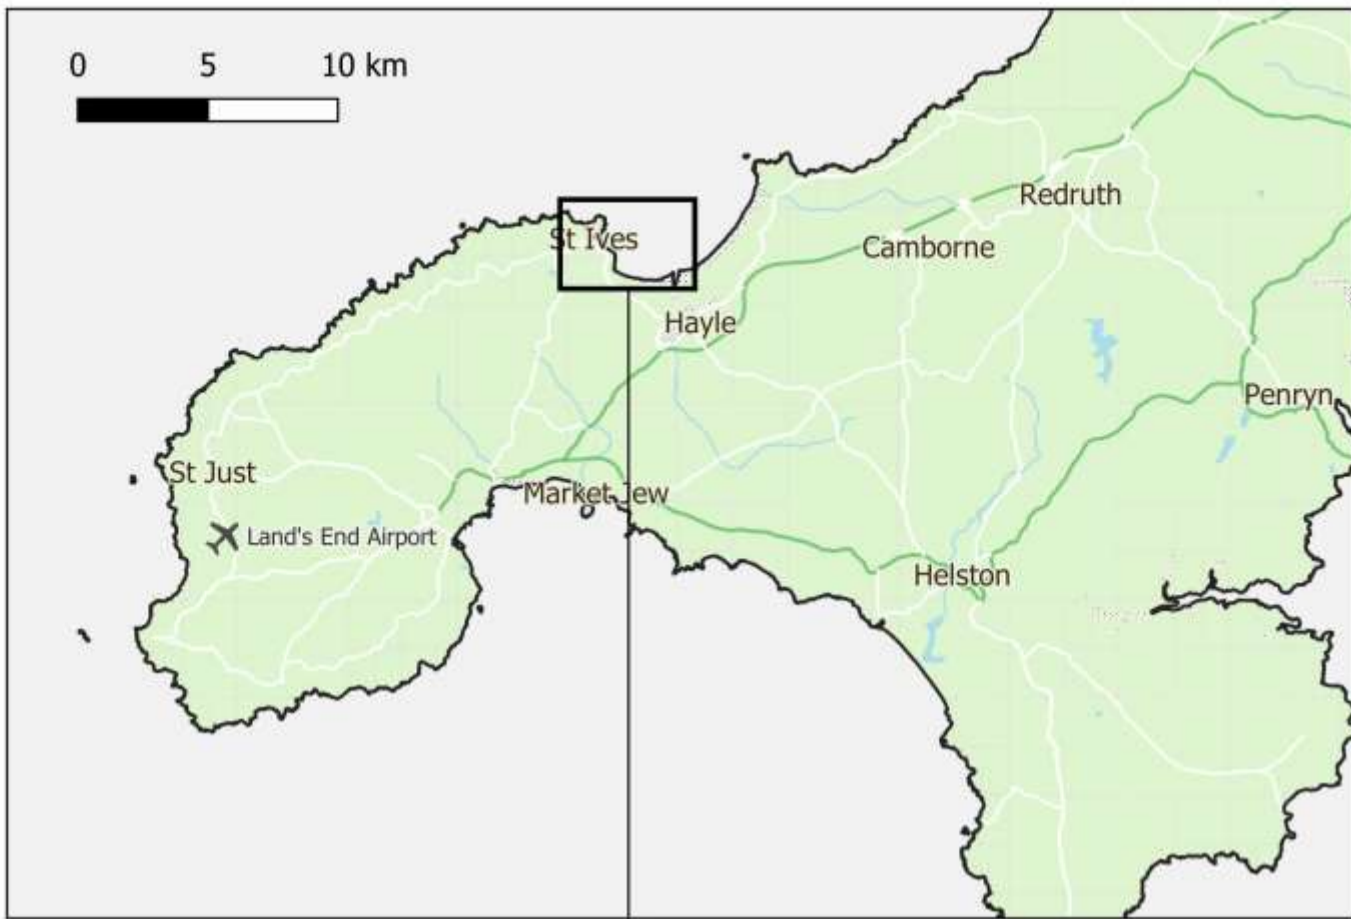 0 5 10 km
Redruth
St Ives
Camborne
Hayle
Penryn
St Just
Market Jew
Land's End Airport
Helston